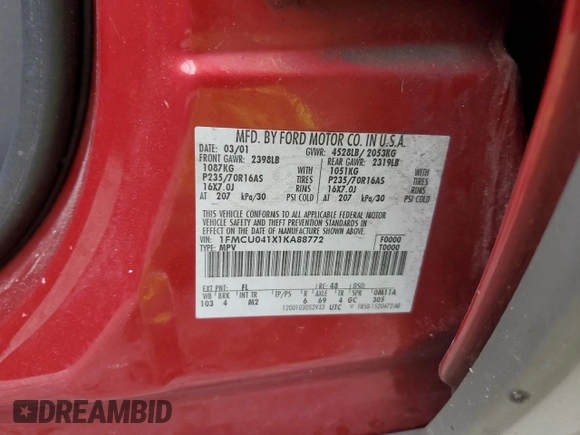 MFD. BY FORD MOTOR CO. IN U.S.A.
DATE: 03/01 GVWR: 4528LB/ 2053KG
FRONT GAWR: 2398LB REAR GAWR: 2319LB
1087KG WITH 1051KG WITH
P235/70R16AS TIRES P235/70R16AS TIRES
16X7.0J RIMS 16X7.0J RIMS
AT 207 kPa/30 PSI COLD AT 207 kPa/30 PSI COLD
THIS VEHICLE CONFORMS TO ALL APPLICABLE FEDERAL MOTOR
VEHICLE SAFETY AND THEFT PREVENTION STANDARDS IN
EFFECT ON THE DATE OF MANUFACTURE SHOWN ABOVE.
VIN: 1FMCU041X1KA88772 F0000
TYPE: MPV T0000
EXT PNT: FL RC: 48 DSO:
WB BRK INT TR TP/PS R AXLE TR SPR
103 4 M2 6 69 4 GC 305
UTC
DREAMBID